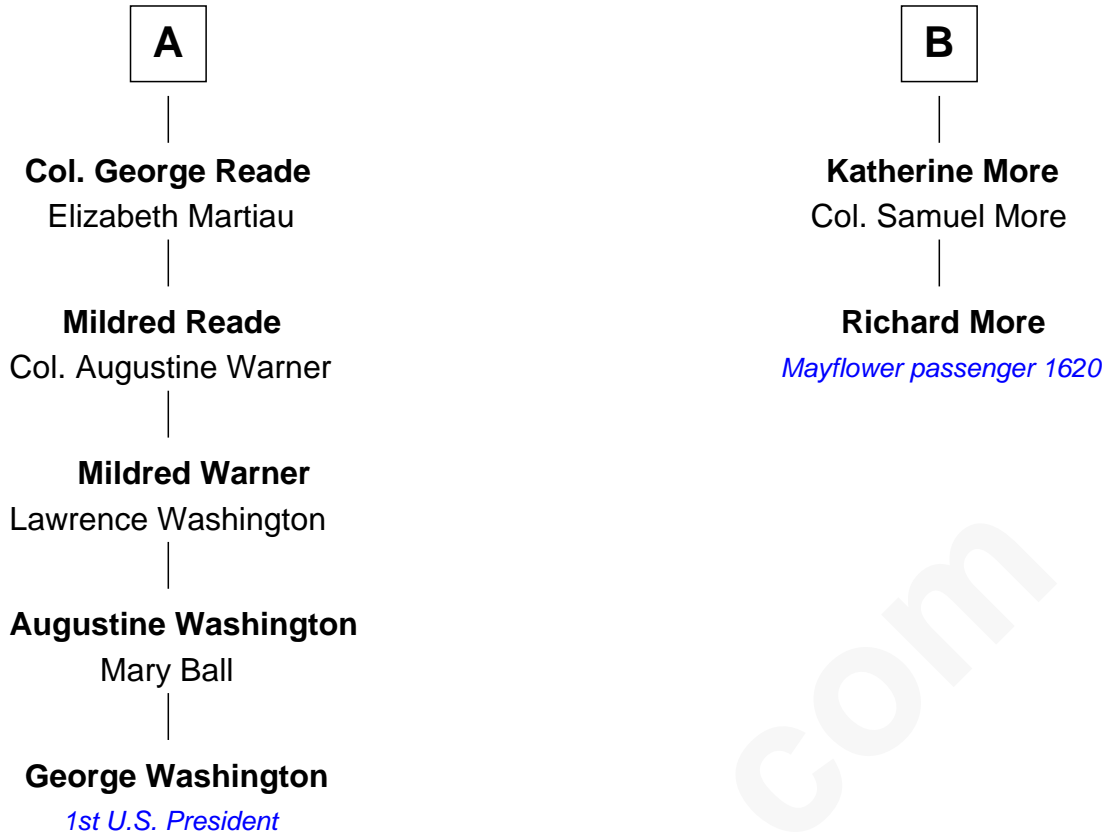 A
Col. George Reade
Elizabeth Martiau
Mildred Reade
Col. Augustine Warner
Mildred Warner
Lawrence Washington
Augustine Washington
Mary Ball
George Washington
1st U.S. President
B
Katherine More
Col. Samuel More
Richard More
Mayflower passenger 1620
com